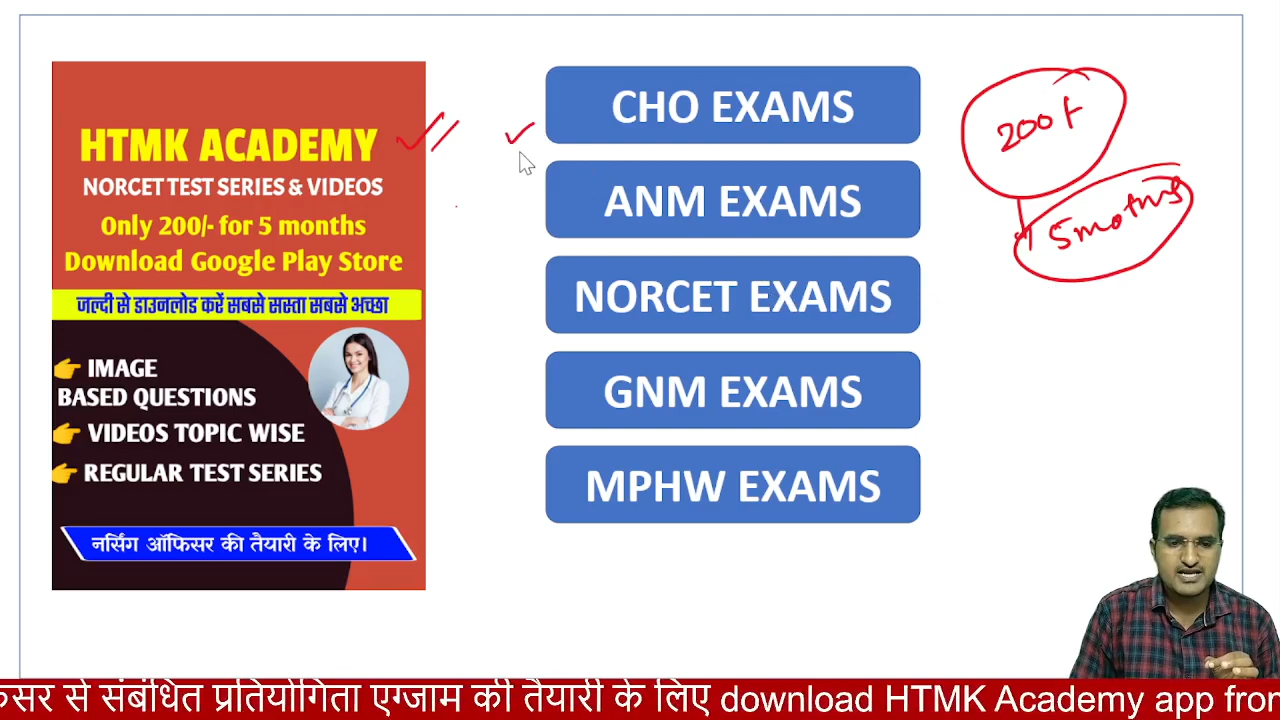 HTMK ACADEMY
NORCET TEST SERIES & VIDEOS
Only 200/- for 5 months
Download Google Play Store
जल्दी से डाउनलोड करें सबसे सस्ता सबसे अच्छा
👉 IMAGE
BASED QUESTIONS
👉 VIDEOS TOPIC WISE
👉 REGULAR TEST SERIES
नर्सिंग ऑफिसर की तैयारी के लिए।
CHO EXAMS
ANM EXAMS
NORCET EXAMS
GNM EXAMS
MPHW EXAMS
200
5
से संबंधित प्रतियोगिता एग्जाम की तैयारी के लिए download HTMK Academy app from